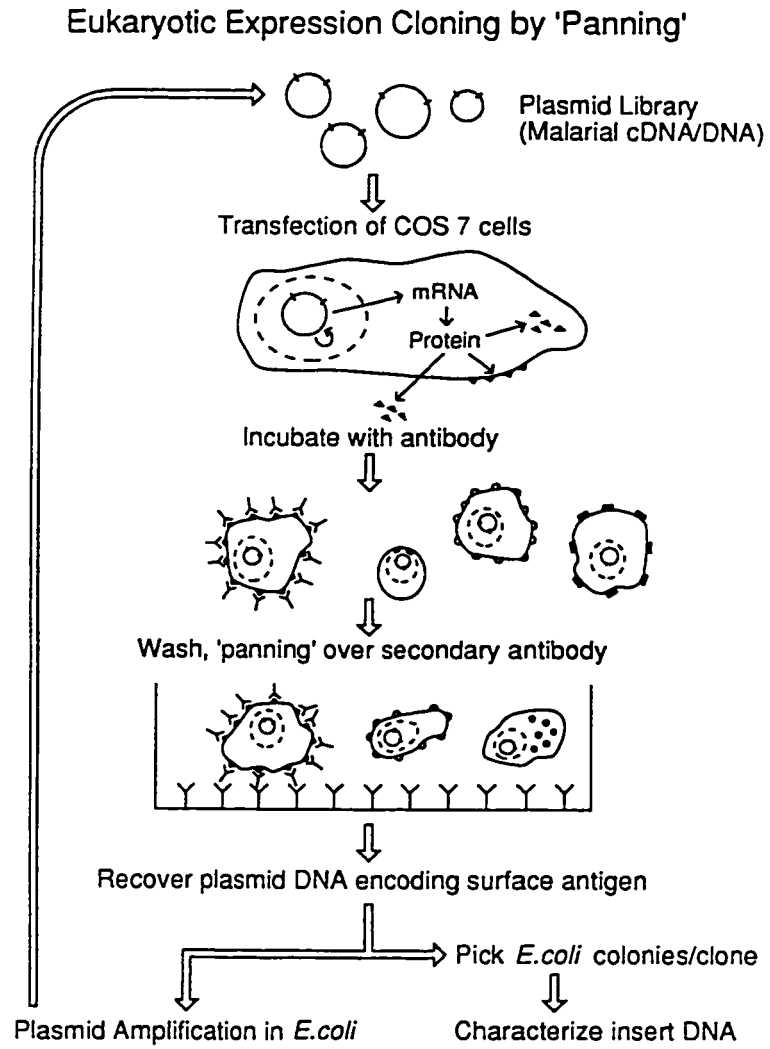 Eukaryotic Expression Cloning by 'Panning'
Plasmid Library
(Malarial cDNA/DNA)
Transfection of COS 7 cells
mRNA
Protein
Incubate with antibody
Wash, 'panning' over secondary antibody
Recover plasmid DNA encoding surface antigen
Pick E.coli colonies/clone
Plasmid Amplification in E.coli
Characterize insert DNA